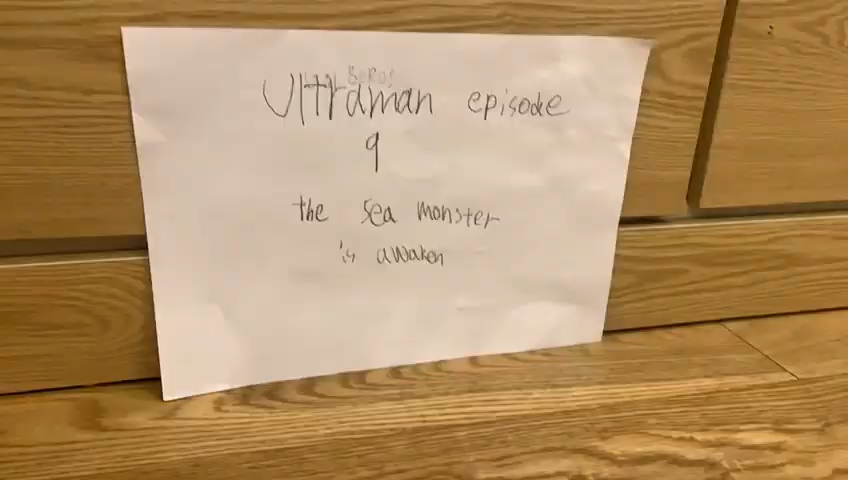 Ultraman episode
9
the sea monster
is awaken